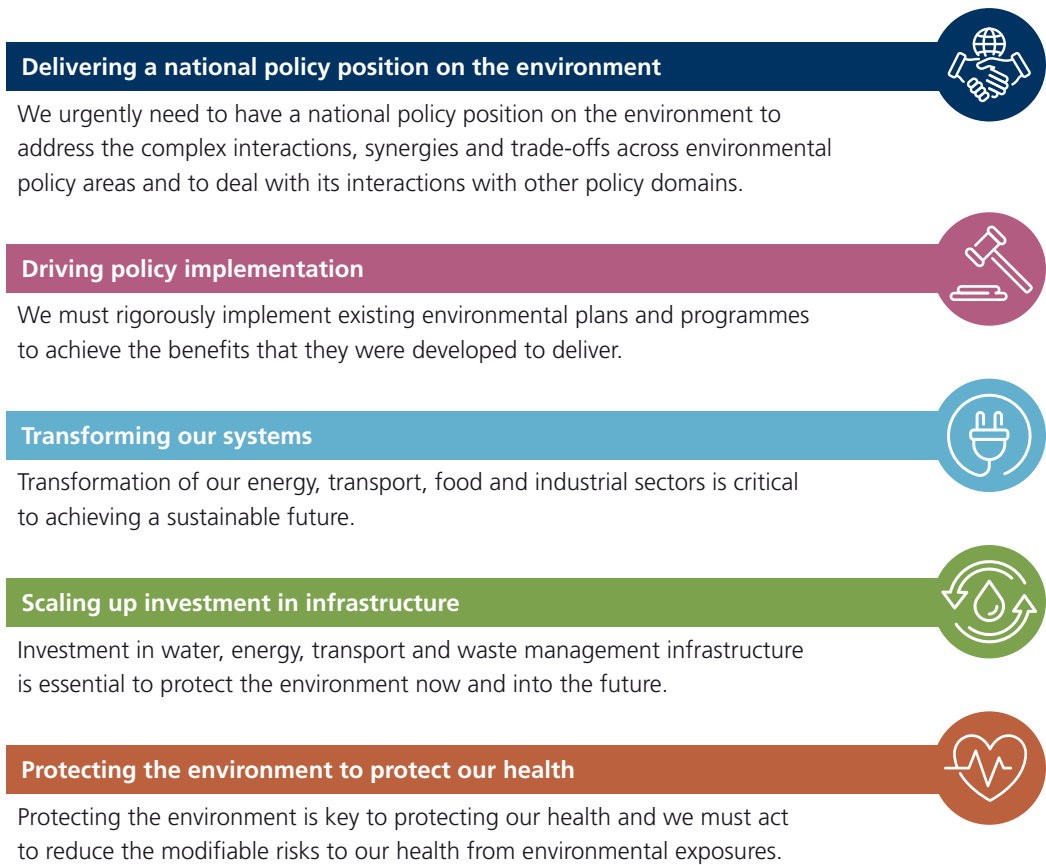 Delivering a national policy position on the environment
We urgently need to have a national policy position on the environment to
address the complex interactions, synergies and trade-offs across environmental
policy areas and to deal with its interactions with other policy domains.
Driving policy implementation
We must rigorously implement existing environmental plans and programmes
to achieve the benefits that they were developed to deliver.
Transforming our systems
Transformation of our energy, transport, food and industrial sectors is critical
to achieving a sustainable future.
Scaling up investment in infrastructure
Investment in water, energy, transport and waste management infrastructure
is essential to protect the environment now and into the future.
Protecting the environment to protect our health
Protecting the environment is key to protecting our health and we must act
to reduce the modifiable risks to our health from environmental exposures.